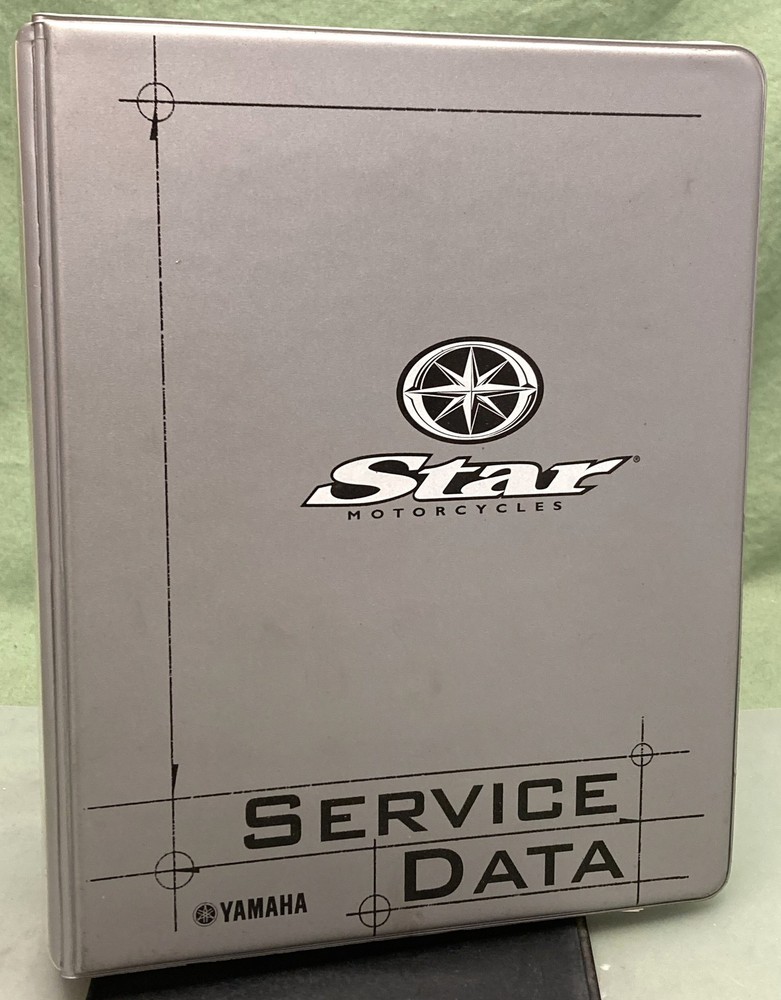 Star®
MOTORCYCLES
SERVICE
DATA
YAMAHA